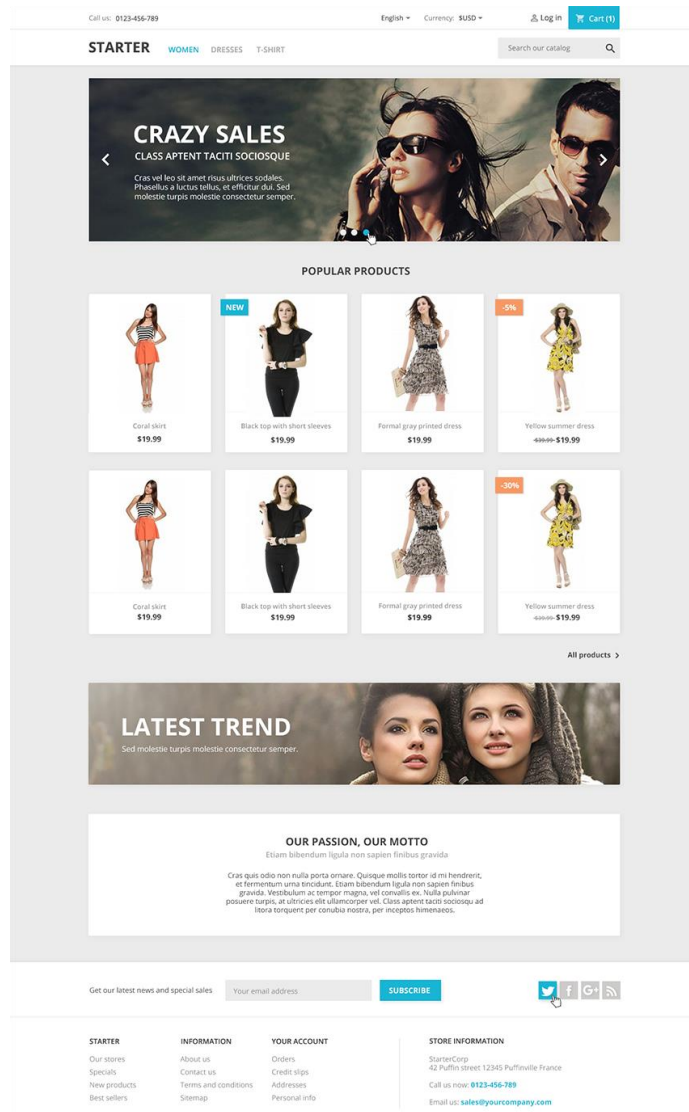 Call us: 0123-456-789
English
Currency: $USD
Log in
Cart (1)
STARTER
WOMEN
DRESSES
T-SHIRT
Search our catalog
CRAZY SALES
CLASS APTENT TACITI SOCIOSQUE
Cras vel leo sit amet risus ultrices sodales.
Phasellus a luctus tellus, et efficitur dui. Sed
molestie turpis molestie consectetur semper.
POPULAR PRODUCTS
NEW
-5%
Coral skirt
$19.99
Black top with short sleeves
$19.99
Formal gray printed dress
$19.99
Yellow summer dress
$39.99 $19.99
-30%
Coral skirt
$19.99
Black top with short sleeves
$19.99
Formal gray printed dress
$19.99
Yellow summer dress
$39.99 $19.99
All products
LATEST TREND
Sed molestie turpis molestie consectetur semper.
OUR PASSION, OUR MOTTO
Etiam bibendum ligula non sapien finibus gravida
Cras quis odio non nulla porta ornare. Quisque mollis tortor id mi hendrerit,
et fermentum urna tincidunt. Etiam bibendum ligula non sapien finibus
gravida. Vestibulum ac tempor magna, vel convallis ex. Nulla pulvinar
posuere turpis, at ultricies elit ullamcorper vel. Class aptent taciti sociosqu ad
litora torquent per conubia nostra, per inceptos himenaeos.
Get our latest news and special sales
Your email address
SUBSCRIBE
f
G+
STARTER
Our stores
Specials
New products
Best sellers
INFORMATION
About us
Contact us
Terms and conditions
Sitemap
YOUR ACCOUNT
Orders
Credit slips
Addresses
Personal info
STORE INFORMATION
StarterCorp
42 Puffin street 12345 Puffinville France
Call us now: 0123-456-789
Email us: sales@yourcompany.com